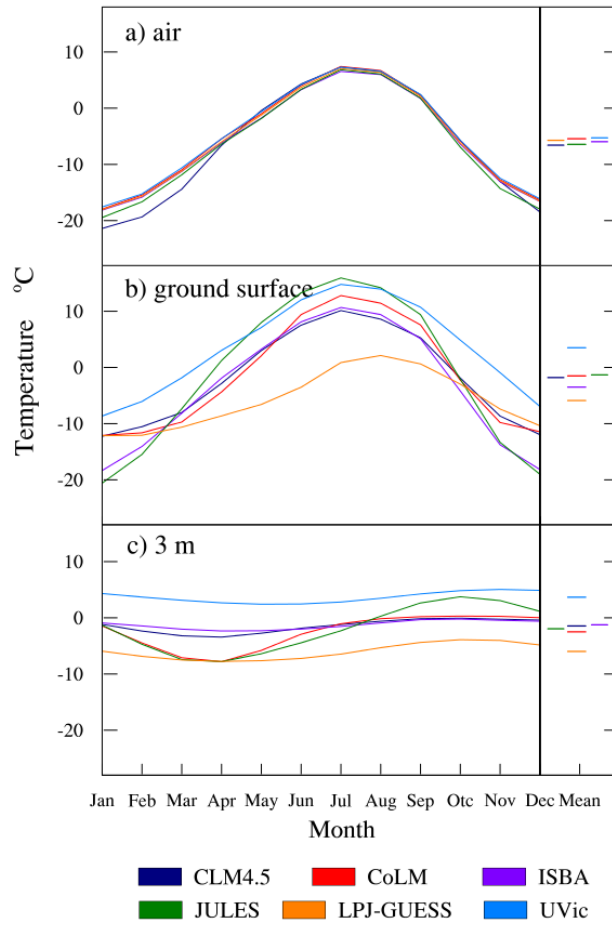 a) air
10
0
-10
-20
b) ground surface
10
0
-10
-20
Temperature °C
c) 3 m
10
0
-10
-20
Jan Feb Mar Apr May Jun Jul Aug Sep Otc Nov Dec Mean
Month
CLM4.5 CoLM ISBA
JULES LPJ-GUESS UVic